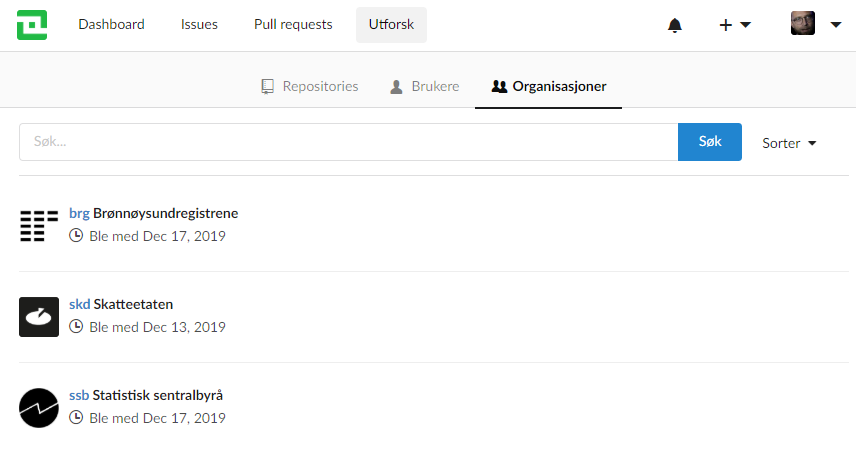 Dashboard Issues Pull requests Utforsk
Repositories Brukere Organisasjoner
Søk... Søk Sorter
brg Brønnøysundregistrene
Ble med Dec 17, 2019
skd Skatteetaten
Ble med Dec 13, 2019
ssb Statistisk sentralbyrå
Ble med Dec 17, 2019